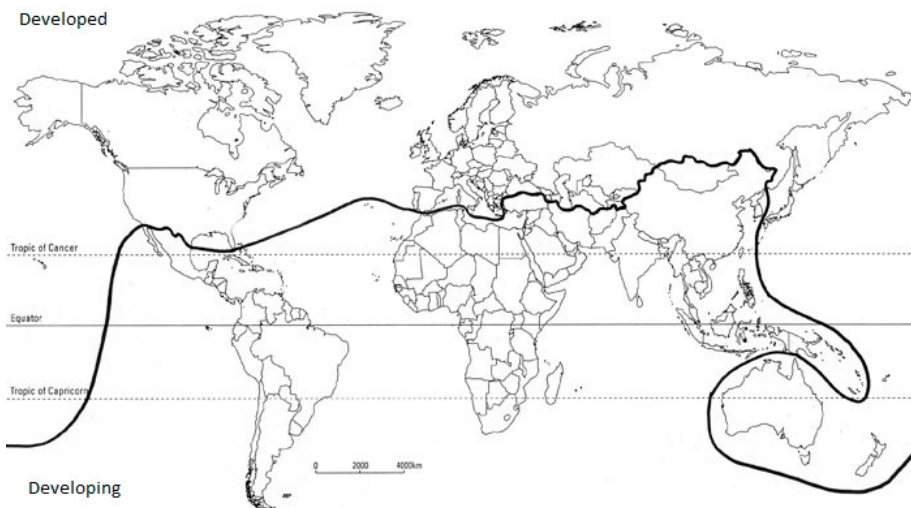 Developed
Tropic of Cancer
Equator
Tropic of Capricorn
0 2000 4000km
Developing